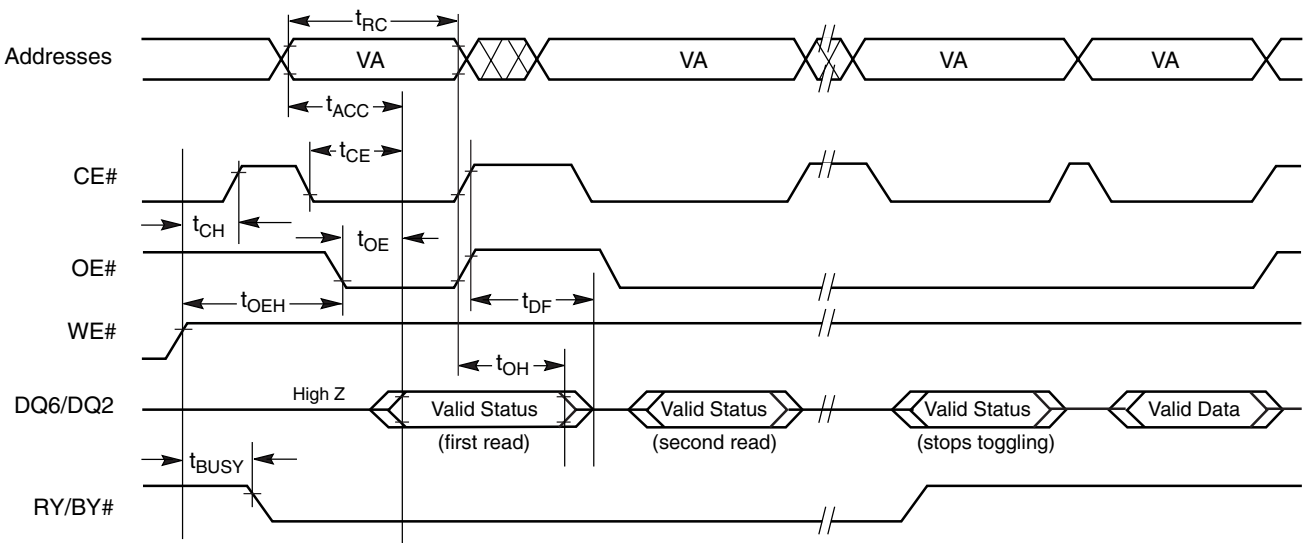 tRC
Addresses
VA
VA
VA
VA
tACC
tCE
CE#
tCH
tOE
OE#
tOEH
tDF
WE#
tOH
DQ6/DQ2
High Z
Valid Status
Valid Status
Valid Status
Valid Data
(first read)
(second read)
(stops toggling)
tBUSY
RY/BY#